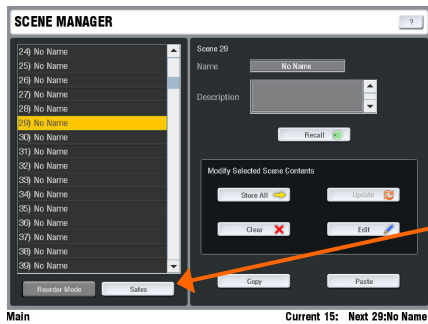 SCENE MANAGER
?
24) No Name
25) No Name
26) No Name
27) No Name
28) No Name
29) No Name
30) No Name
31) No Name
32) No Name
33) No Name
34) No Name
35) No Name
36) No Name
37) No Name
38) No Name
39) No Name
Reorder Mode
Safes
Scene 29
Name
No Name
Description
Recall
Modify Selected Scene Contents
Store All
Update
Clear
Edit
Copy
Paste
Main
Current 15: Next 29:No Name